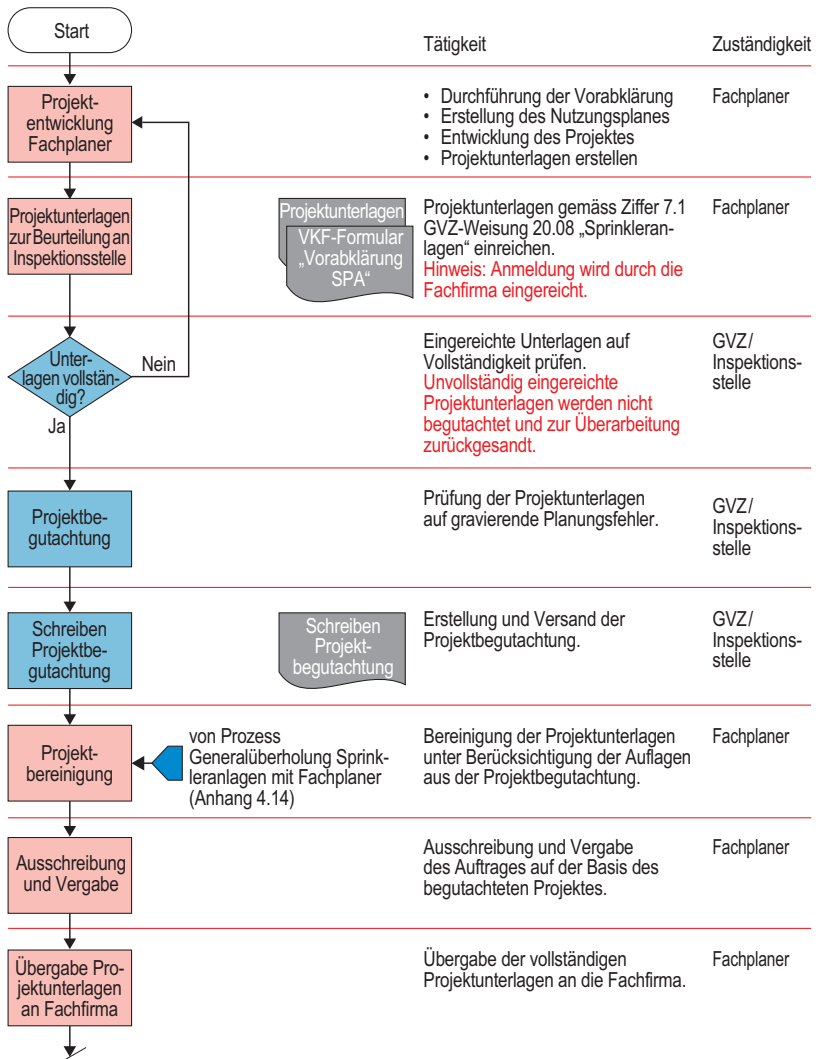 Start
Tätigkeit
Zuständigkeit
Projekt-
entwicklung
Fachplaner
• Durchführung der Vorabklärung
• Erstellung des Nutzungsplanes
• Entwicklung des Projektes
• Projektunterlagen erstellen
Fachplaner
Projektunterlagen
zur Beurteilung an
Inspektionsstelle
Projektunterlagen
VKF-Formular
„Vorabklärung
SPA“
Projektunterlagen gemäss Ziffer 7.1
GVZ-Weisung 20.08 „Sprinkleran-
lagen“ einreichen.
Hinweis: Anmeldung wird durch die
Fachfirma eingereicht.
Fachplaner
Unter-
lagen vollstän-
dig?
Nein
Ja
Eingereichte Unterlagen auf
Vollständigkeit prüfen.
Unvollständig eingereichte
Projektunterlagen werden nicht
begutachtet und zur Überarbeitung
zurückgesandt.
GVZ/
Inspektions-
stelle
Projektbe-
gutachtung
Prüfung der Projektunterlagen
auf gravierende Planungsfehler.
GVZ/
Inspektions-
stelle
Schreiben
Projektbe-
gutachtung
Schreiben
Projekt-
begutachtung
Erstellung und Versand der
Projektbegutachtung.
GVZ/
Inspektions-
stelle
Projekt-
bereinigung
von Prozess
Generalüberholung Sprink-
leranlagen mit Fachplaner
(Anhang 4.14)
Bereinigung der Projektunterlagen
unter Berücksichtigung der Auflagen
aus der Projektbegutachtung.
Fachplaner
Ausschreibung
und Vergabe
Ausschreibung und Vergabe
des Auftrages auf der Basis des
begutachteten Projektes.
Fachplaner
Übergabe Pro-
jektunterlagen
an Fachfirma
Übergabe der vollständigen
Projektunterlagen an die Fachfirma.
Fachplaner